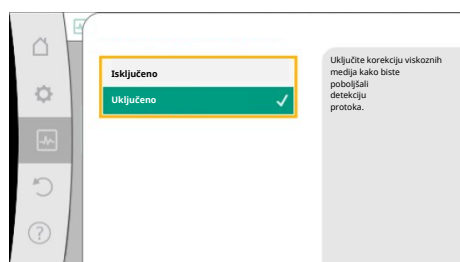 Isključeno
Uključeno
Uključite korekciju viskoznih
medija kako biste
poboljšali
detekciju
protoka.